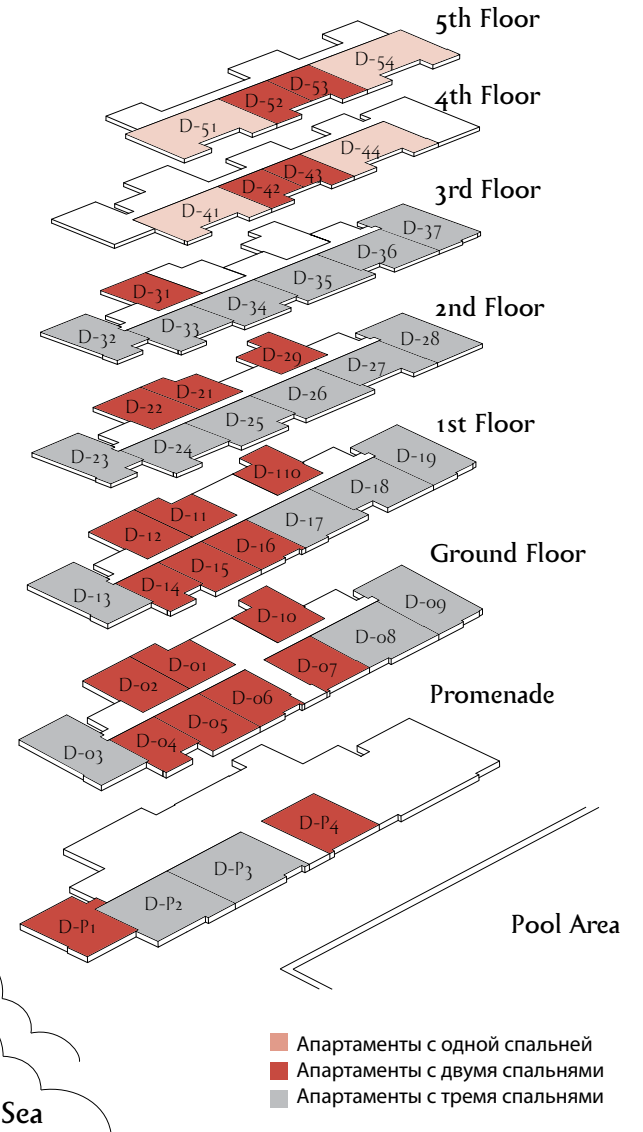 5th Floor
D-54
D-53
D-52
D-51
4th Floor
D-44
D-43
D-42
D-41
3rd Floor
D-37
D-36
D-35
D-34
D-33
D-32
D-31
2nd Floor
D-28
D-29
D-27
D-26
D-21
D-22
D-25
D-24
D-23
1st Floor
D-19
D-110
D-18
D-11
D-17
D-12
D-16
D-15
D-14
D-13
Ground Floor
D-09
D-10
D-08
D-01
D-07
D-02
D-06
D-05
D-04
D-03
Promenade
D-P4
D-P3
D-P2
D-P1
Pool Area
Апартаменты с одной спальней
Апартаменты с двумя спальнями
Апартаменты с тремя спальнями
Sea